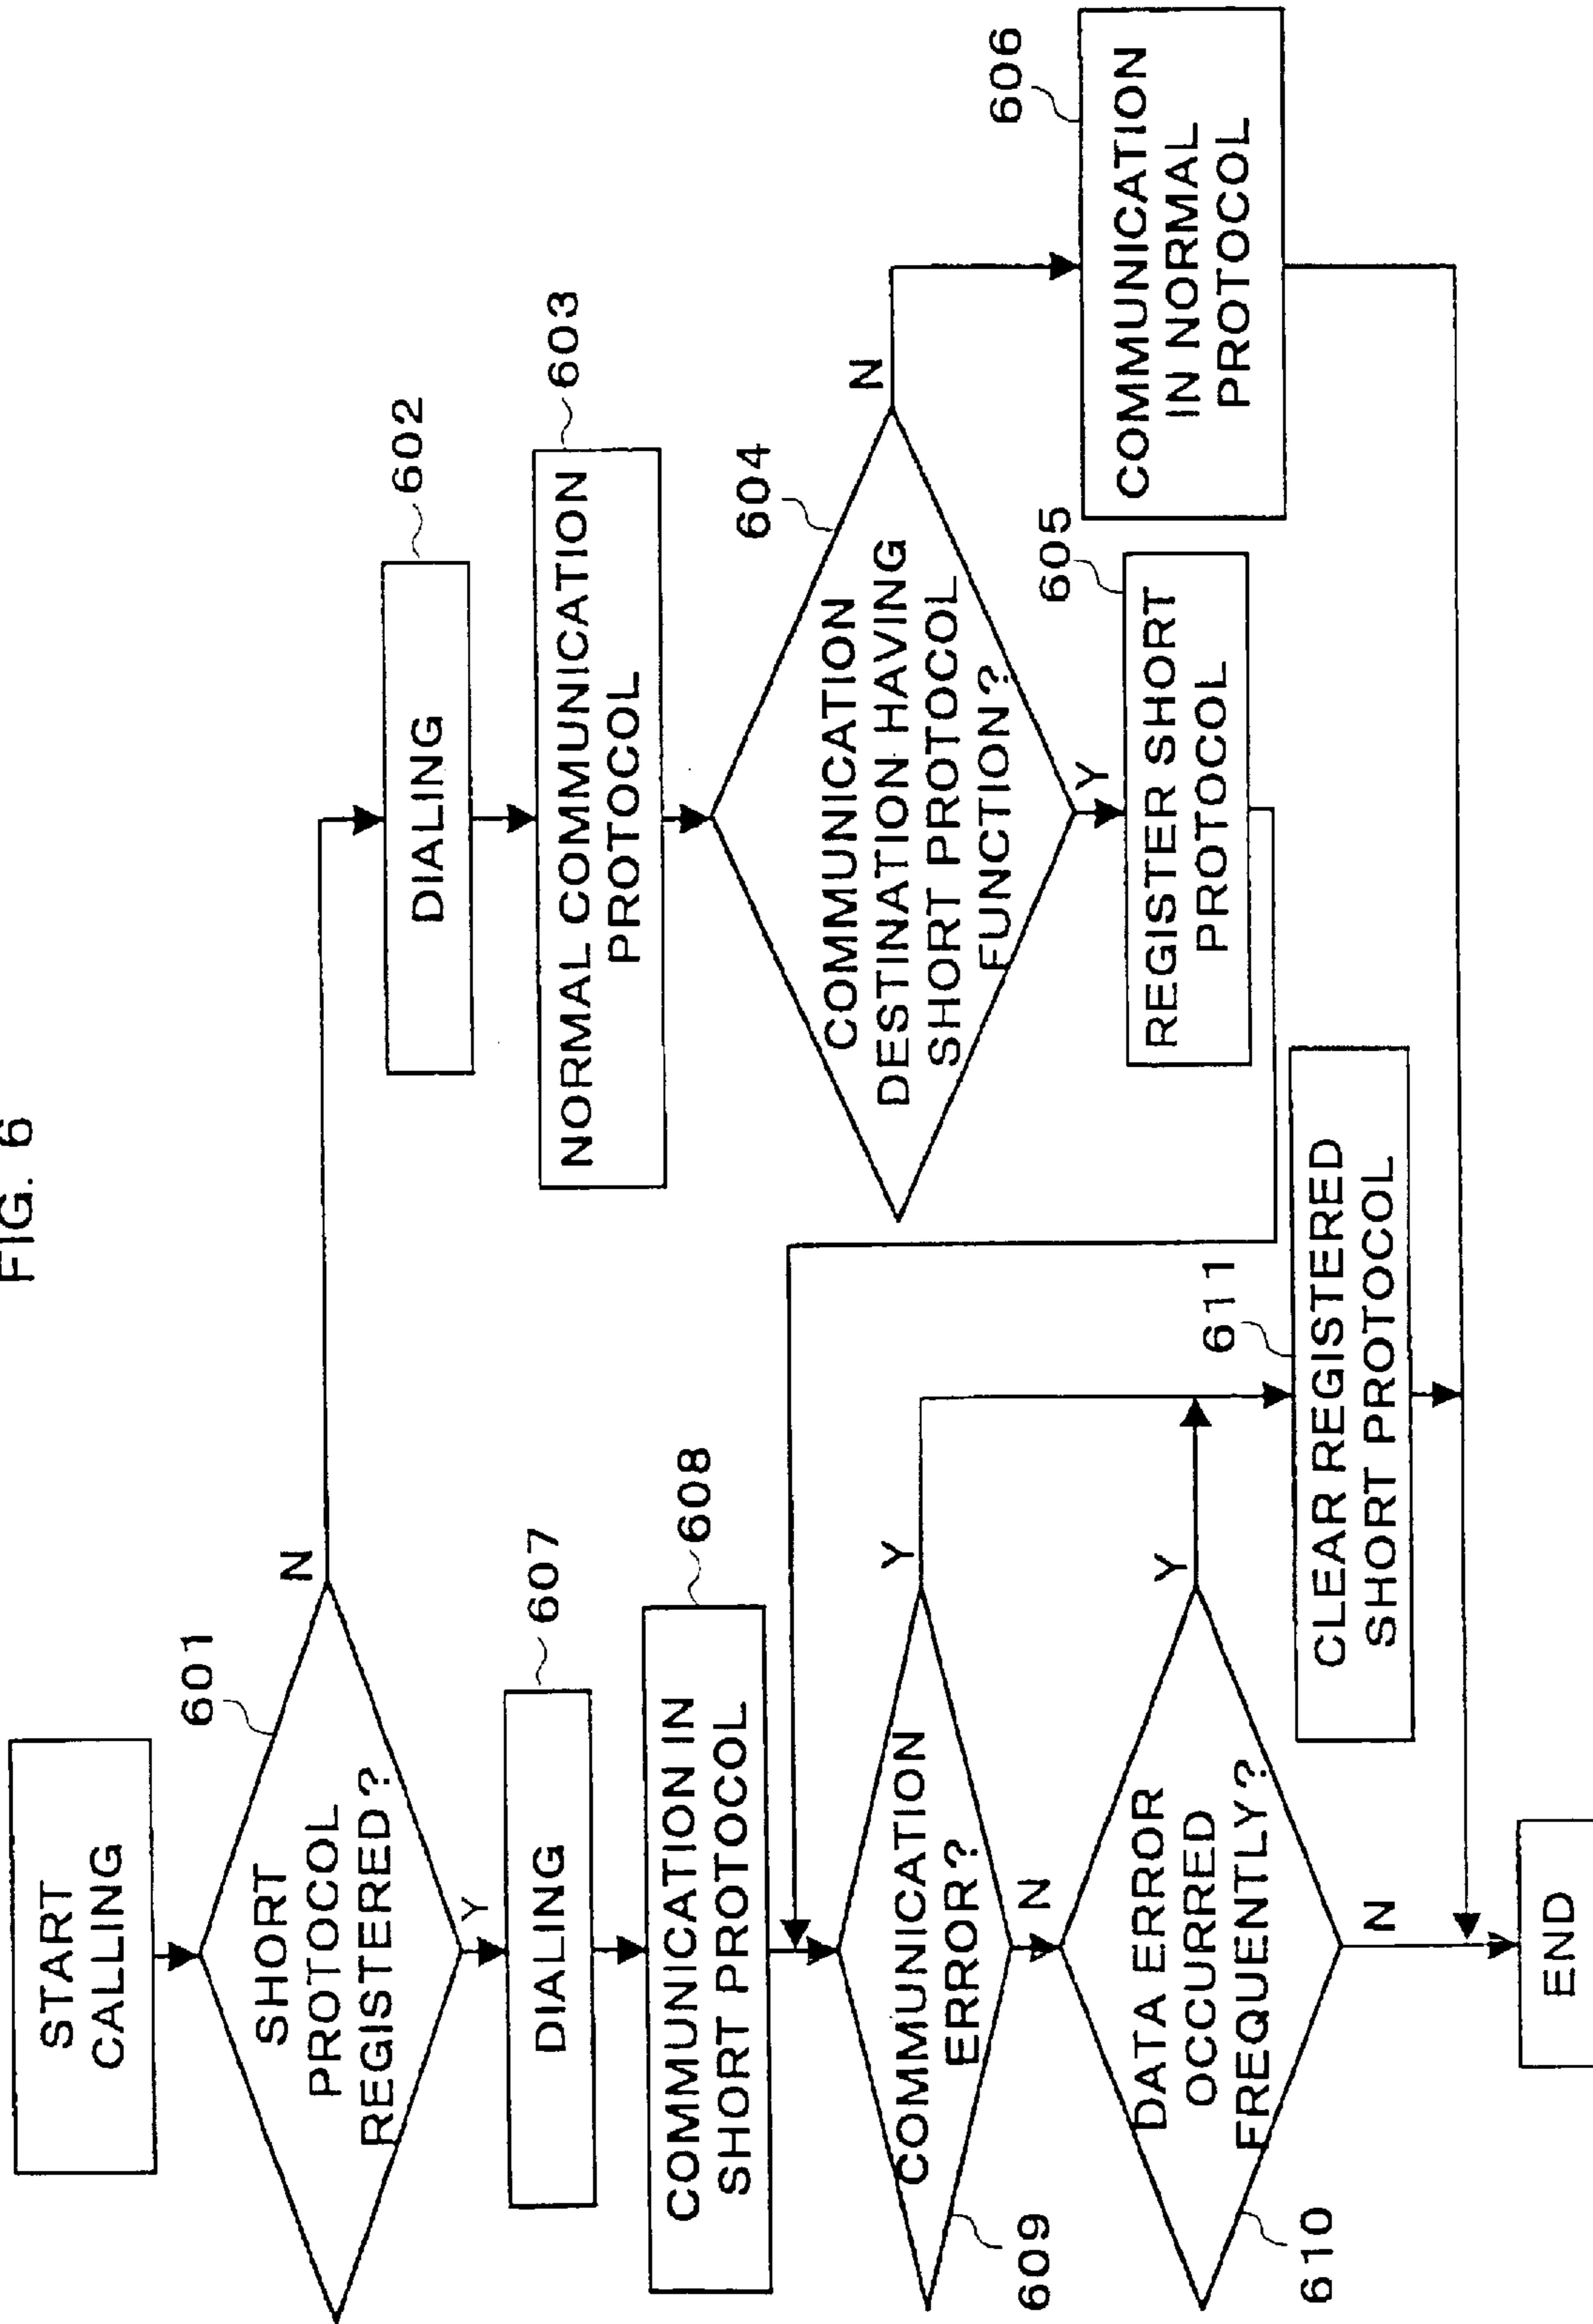 FIG. 6
START
CALLING
601
SHORT
PROTOCOL
REGISTERED?
N
Y
607
DIALING
608
COMMUNICATION IN
SHORT PROTOCOL
COMMUNICATION
ERROR?
609
Y
N
DATA ERROR
OCCURRED
FREQUENTLY?
610
Y
N
611
CLEAR REGISTERED
SHORT PROTOCOL
END
602
DIALING
603
NORMAL COMMUNICATION
PROTOCOL
604
COMMUNICATION
DESTINATION HAVING
SHORT PROTOCOL
FUNCTION?
N
Y
605
REGISTER SHORT
PROTOCOL
606
COMMUNICATION
IN NORMAL
PROTOCOL